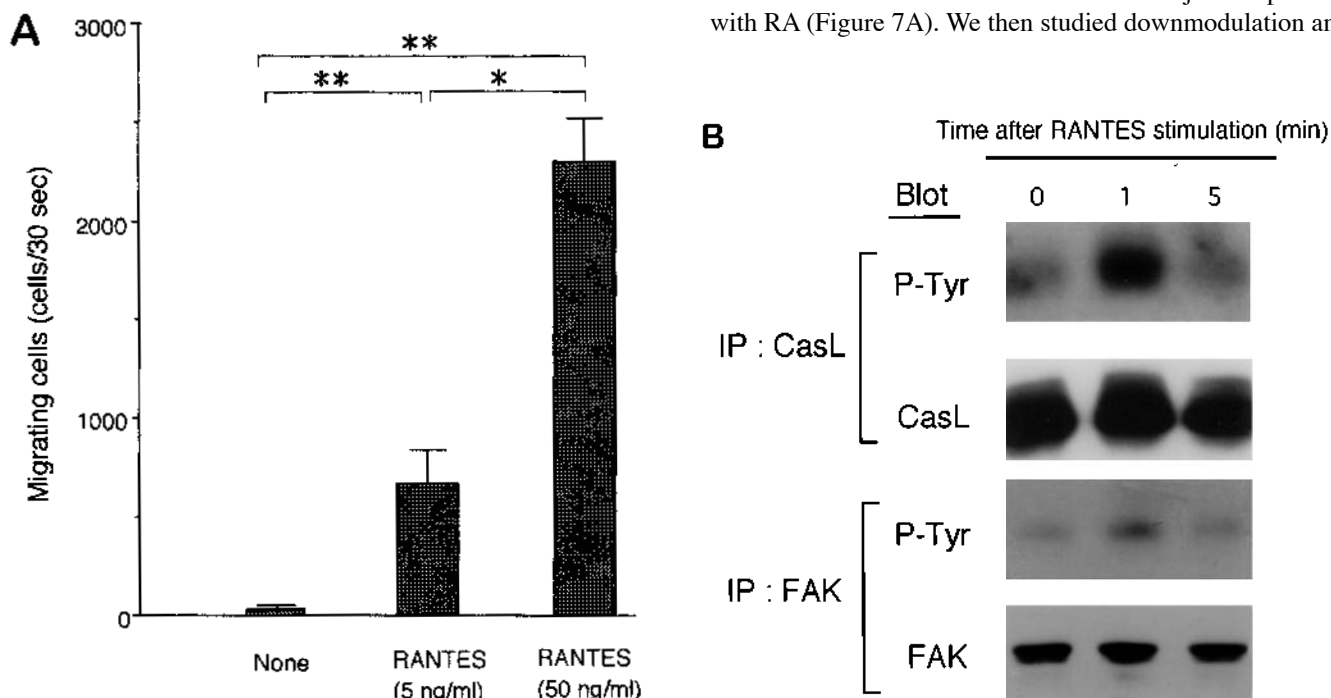 with RA (Figure 7A). We then studied downmodulation an
A
3000
2000
1000
0
Migrating cells (cells/30 sec)
**
**
*
None
RANTES
(5 ng/ml)
RANTES
(50 ng/ml)
B
Time after RANTES stimulation (min)
Blot 0 1 5
IP : CasL
P-Tyr
CasL
IP : FAK
P-Tyr
FAK